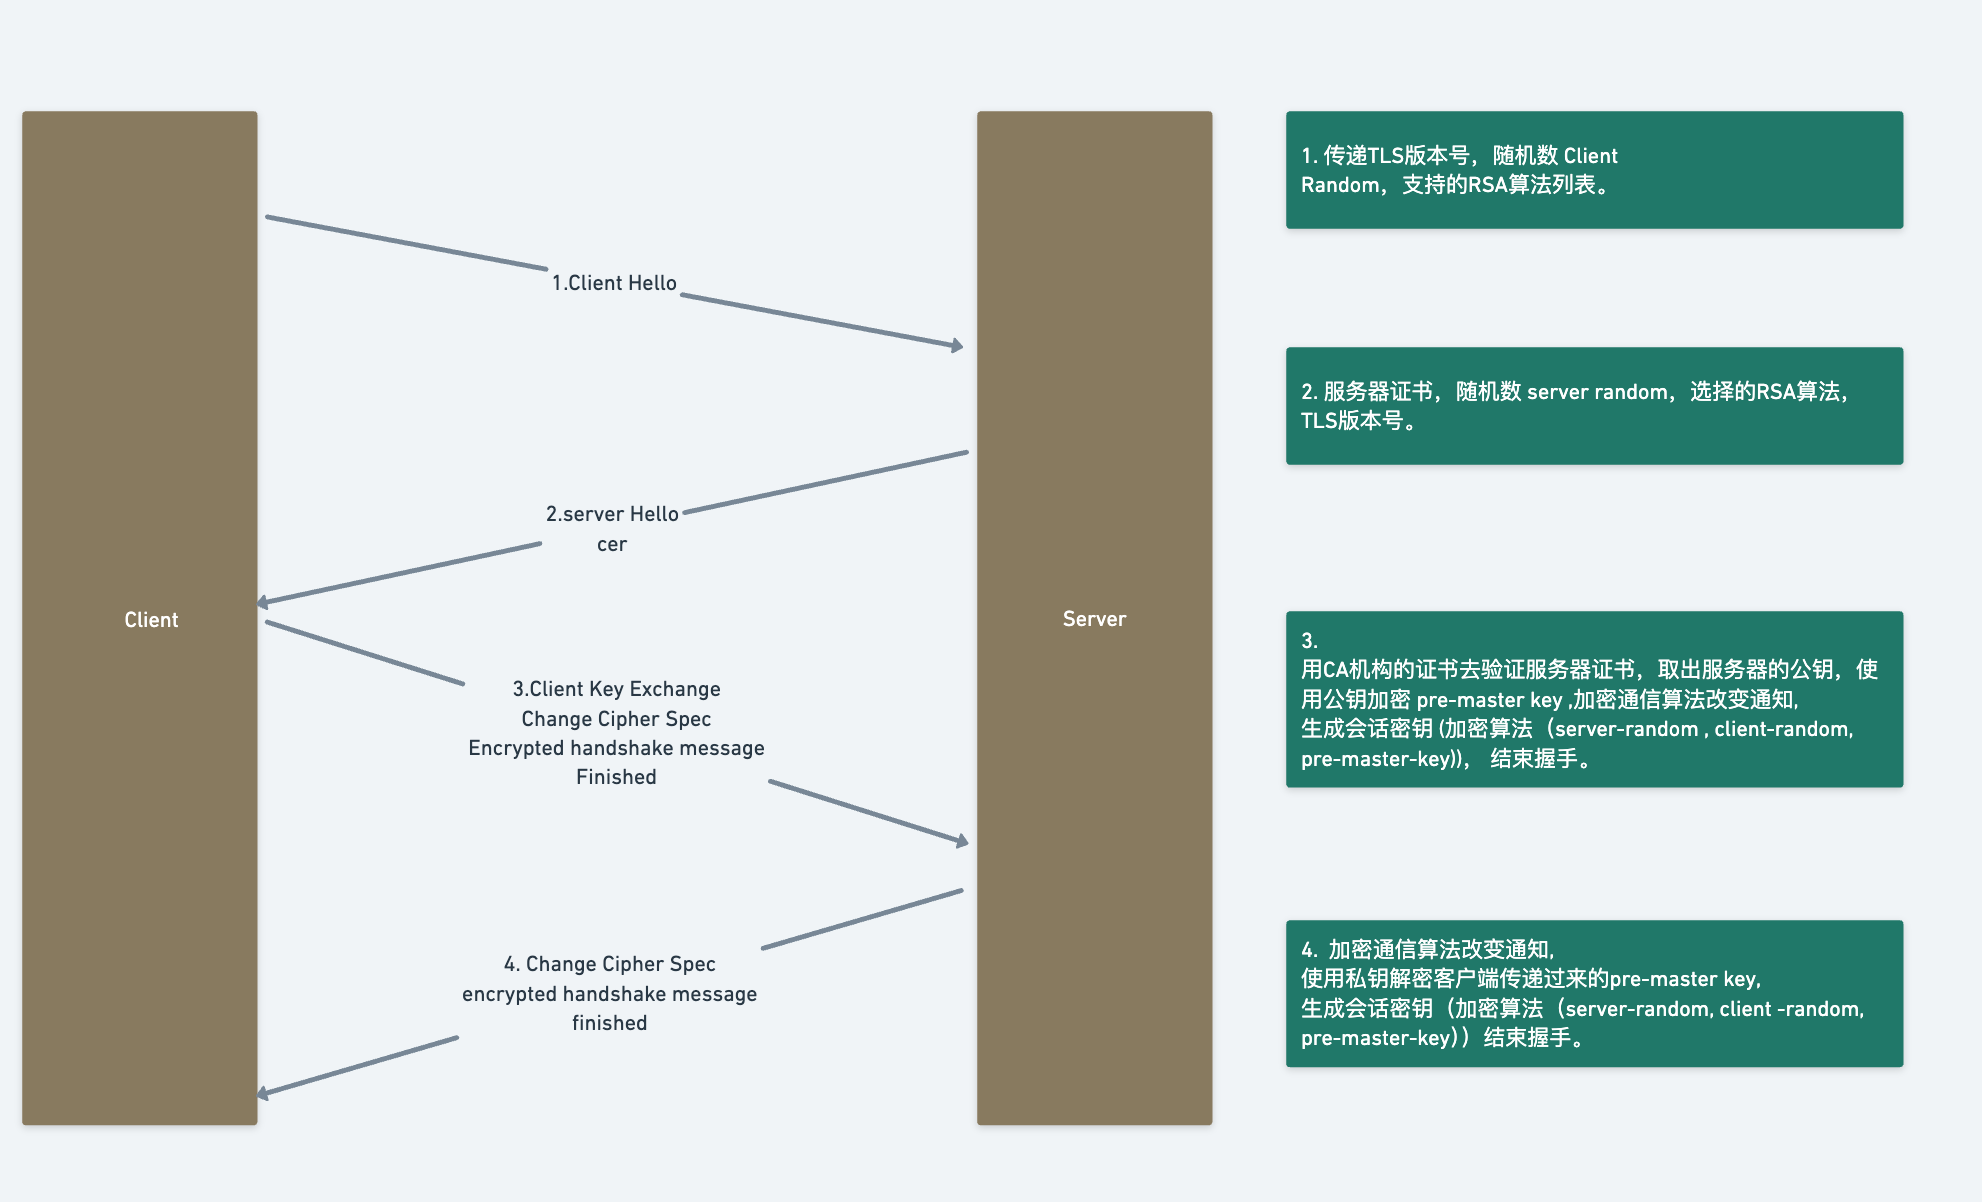 Client
1.Client Hello
2.server Hello
cer
3.Client Key Exchange
Change Cipher Spec
Encrypted handshake message
Finished
4. Change Cipher Spec
encrypted handshake message
finished
Server
1. 传递TLS版本号，随机数 Client
Random，支持的RSA算法列表。
2. 服务器证书，随机数 server random，选择的RSA算法，
TLS版本号。
3.
用CA机构的证书去验证服务器证书，取出服务器的公钥，使
用公钥加密 pre-master key ,加密通信算法改变通知,
生成会话密钥 (加密算法（server-random , client-random,
pre-master-key))， 结束握手。
4.  加密通信算法改变通知,
使用私钥解密客户端传递过来的pre-master key,
生成会话密钥（加密算法（server-random, client -random,
pre-master-key)）结束握手。